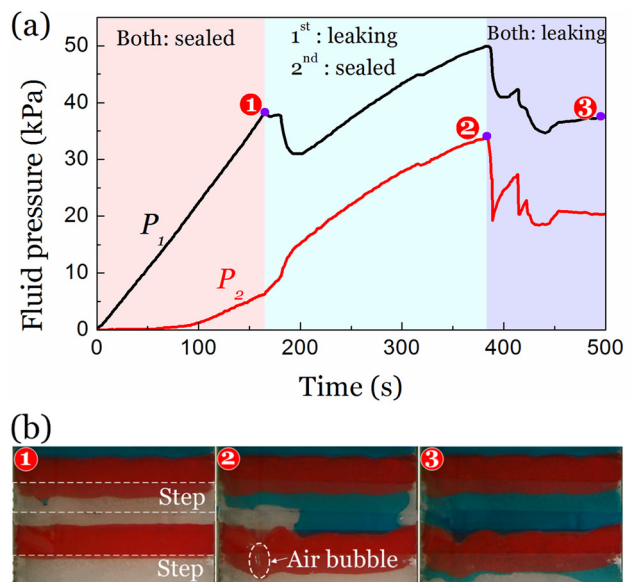 (a)
Both: sealed
1st : leaking
2nd : sealed
Both: leaking
1
2
3
P1
P2
Fluid pressure (kPa)
50
40
30
20
10
0
0 100 200 300 400 500
Time (s)
(b)
1
2
3
Step
Step
Air bubble